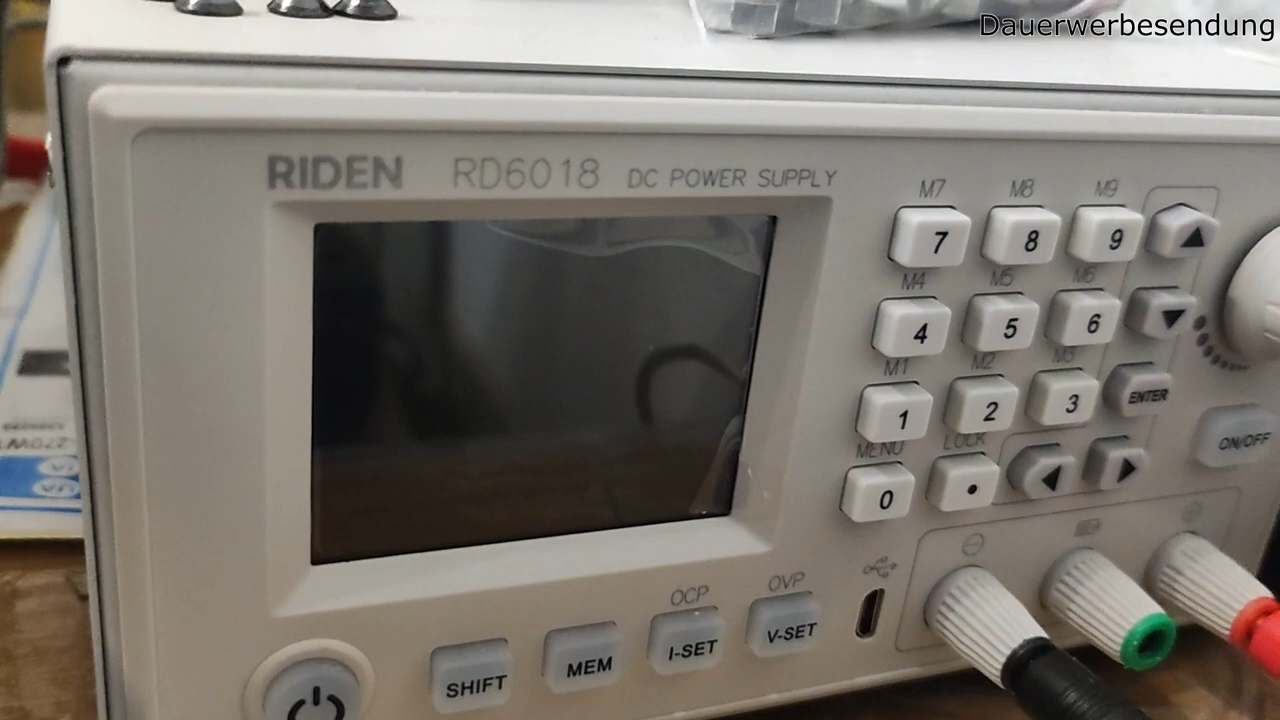 Dauerwerbesendung
RIDEN RD6018 DC POWER SUPPLY
M7 M8 M9
7 8 9
M4 M5 M6
4 5 6
M1 M2 M3
1 2 3 ENTER
MENU LOCK
0 .
ON/OFF
OCP OVP
SHIFT MEM I-SET V-SET